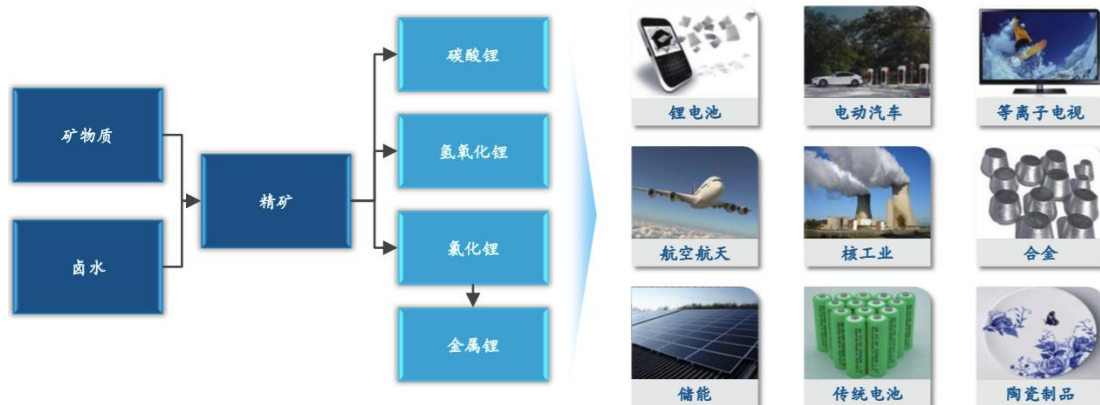 矿物质
卤水
精矿
碳酸锂
氢氧化锂
氯化锂
金属锂
锂电池
电动汽车
等离子电视
航空航天
核工业
合金
储能
传统电池
陶瓷制品